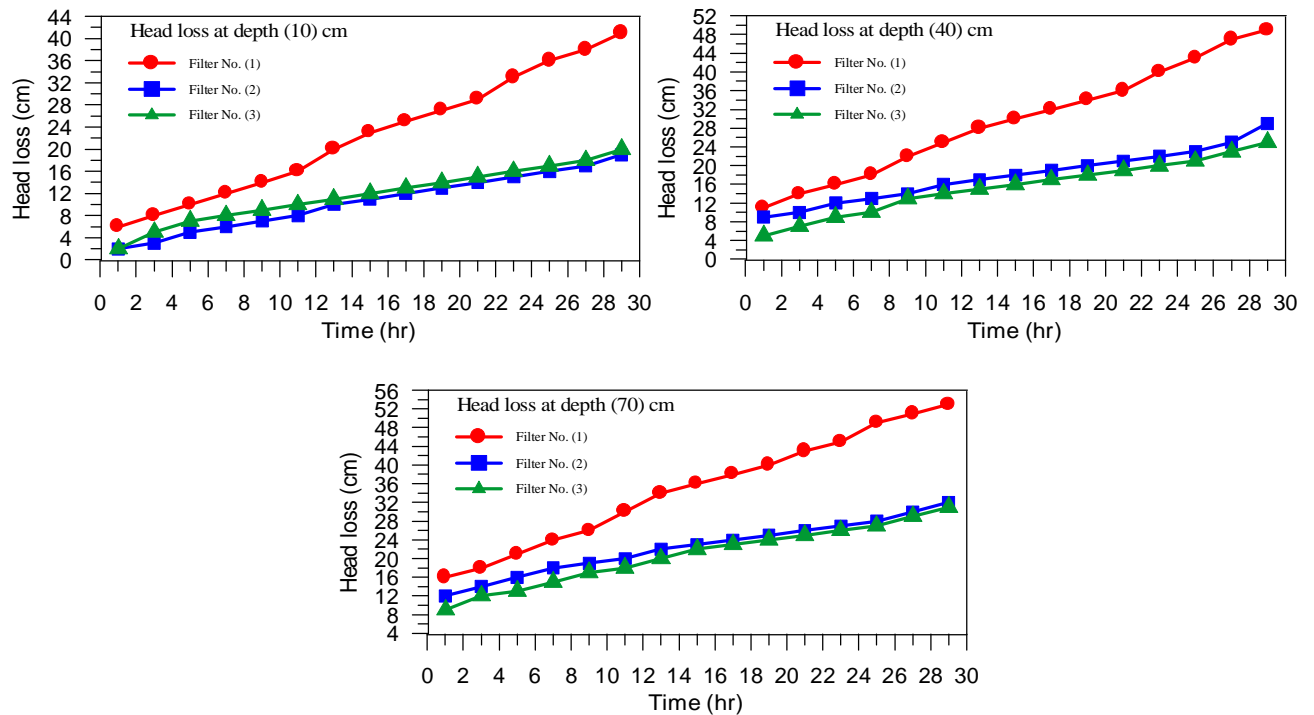 Head loss at depth (10) cm
Filter No. (1)
Filter No. (2)
Filter No. (3)
Head loss (cm)
44
40
36
32
28
24
20
16
12
8
4
0
0 2 4 6 8 10 12 14 16 18 20 22 24 26 28 30
Time (hr)
Head loss at depth (40) cm
Filter No. (1)
Filter No. (2)
Filter No. (3)
Head loss (cm)
52
48
44
40
36
32
28
24
20
16
12
8
4
0
0 2 4 6 8 10 12 14 16 18 20 22 24 26 28 30
Time (hr)
Head loss at depth (70) cm
Filter No. (1)
Filter No. (2)
Filter No. (3)
Head loss (cm)
56
52
48
44
40
36
32
28
24
20
16
12
8
4
0 2 4 6 8 10 12 14 16 18 20 22 24 26 28 30
Time (hr)